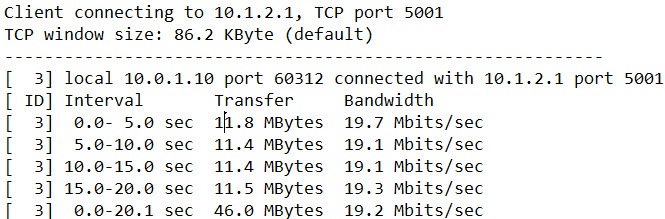 Client connecting to 10.1.2.1, TCP port 5001
TCP window size: 86.2 KByte (default)
------------------------------------------------------------
[  3] local 10.0.1.10 port 60312 connected with 10.1.2.1 port 5001
[ ID] Interval       Transfer     Bandwidth
[  3]  0.0- 5.0 sec  11.8 MBytes  19.7 Mbits/sec
[  3]  5.0-10.0 sec  11.4 MBytes  19.1 Mbits/sec
[  3] 10.0-15.0 sec  11.4 MBytes  19.1 Mbits/sec
[  3] 15.0-20.0 sec  11.5 MBytes  19.3 Mbits/sec
[  3]  0.0-20.1 sec  46.0 MBytes  19.2 Mbits/sec